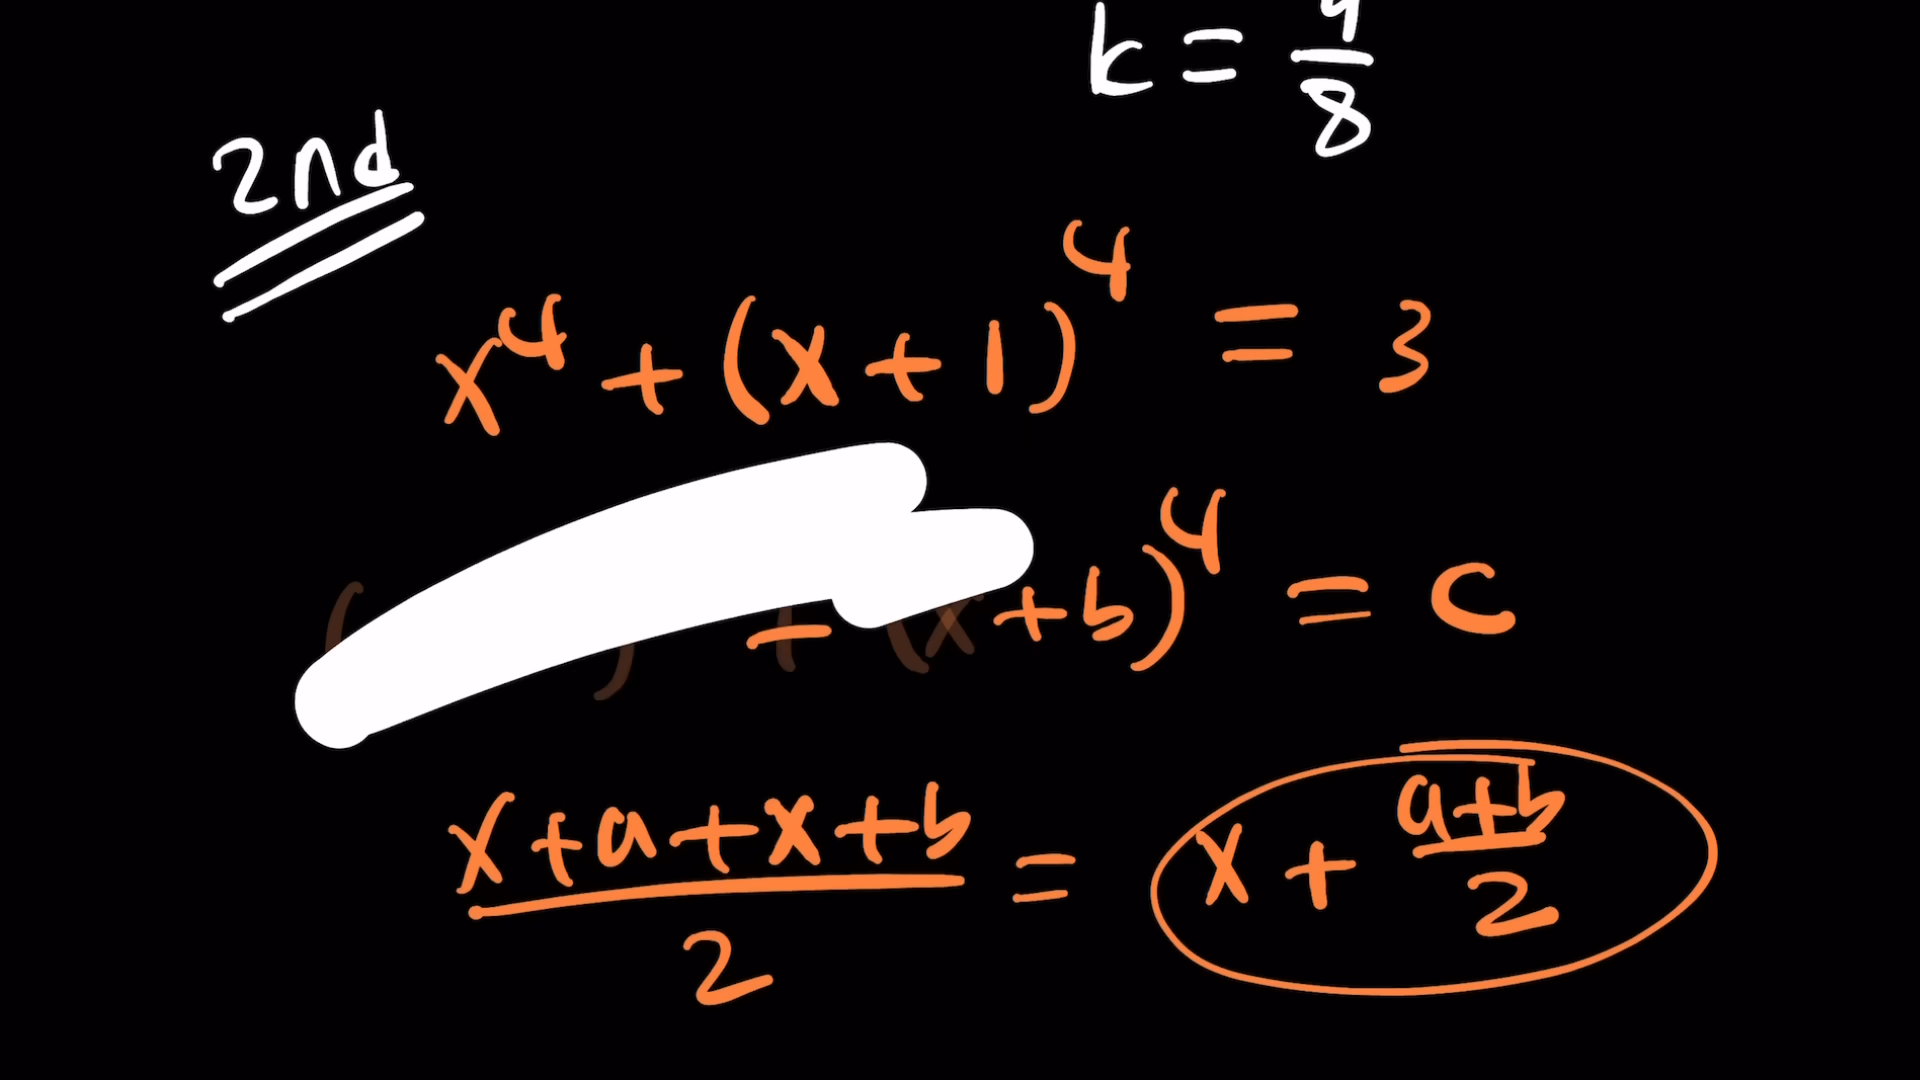 k = 9/8
2nd
x⁴ + (x + 1)⁴ = 3
+ (x + b)⁴ = c
(x + a + x + b)/2 = x + (a + b)/2